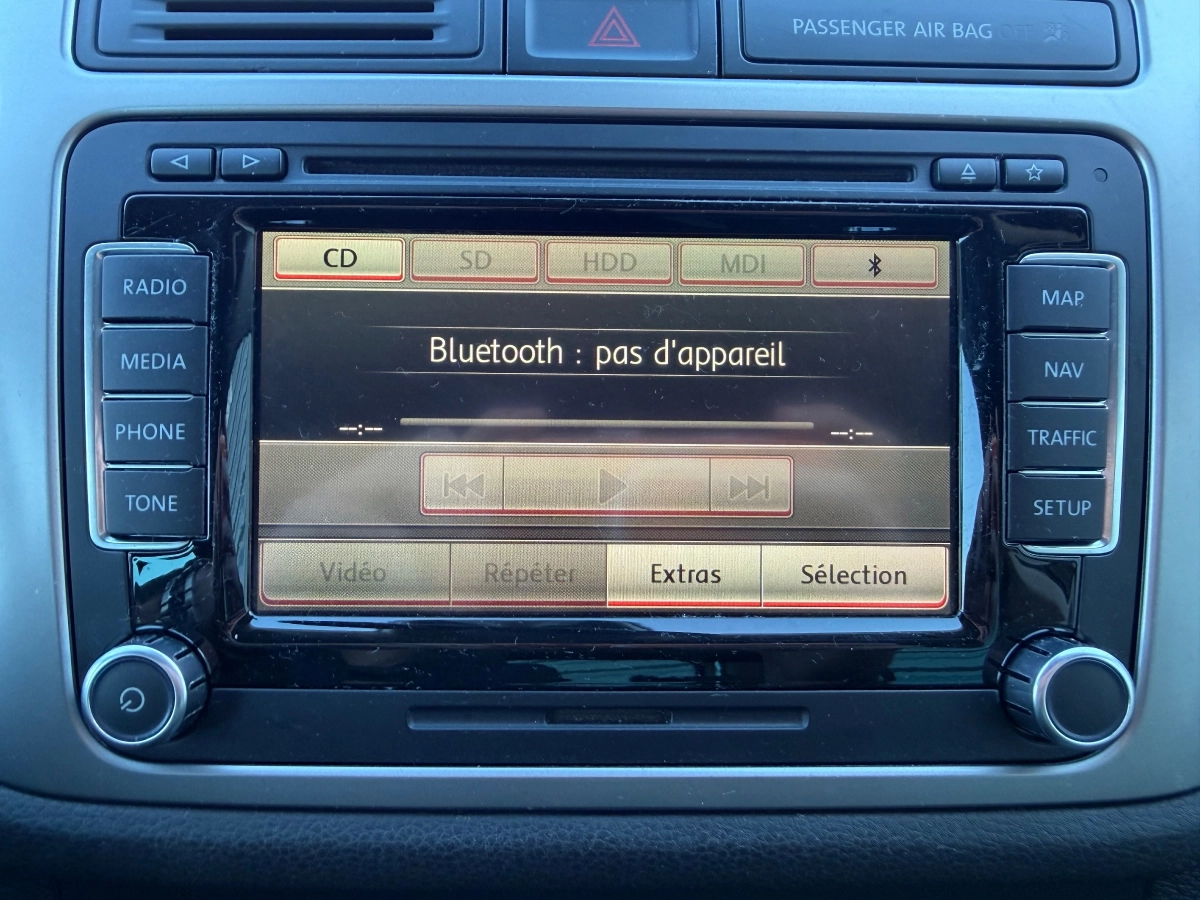 PASSENGER AIR BAG OFF
CD SD HDD MDI
RADIO
MEDIA
PHONE
TONE
Bluetooth : pas d'appareil
--:-- --:--
Vidéo Répéter Extras Sélection
MAP
NAV
TRAFFIC
SETUP